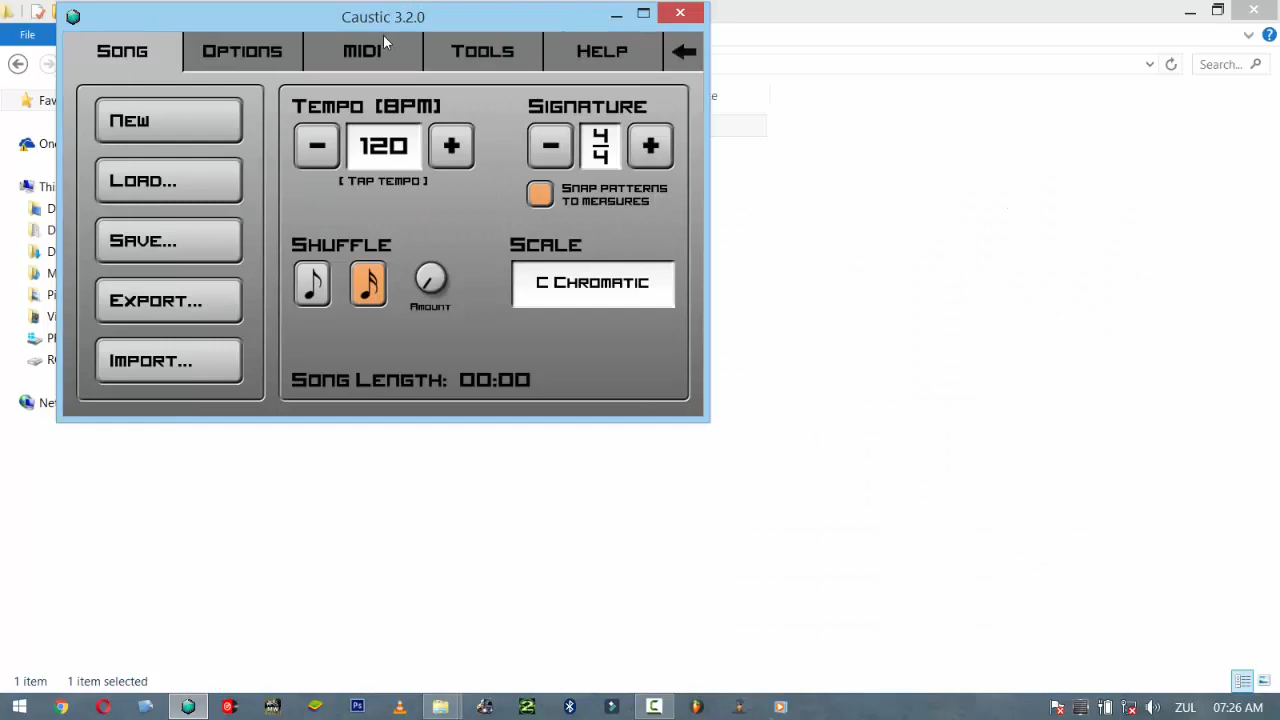 Caustic 3.2.0
File
Search...
Song
Options
MIDI
Tools
Help
New
Load...
Save...
Export...
Import...
Tempo [BPM]
120
[ Tap Tempo ]
Signature
4
4
Snap patterns
to measures
Shuffle
Amount
Scale
C Chromatic
Song Length: 00:00
1 item
1 item selected
ZUL
07:26 AM